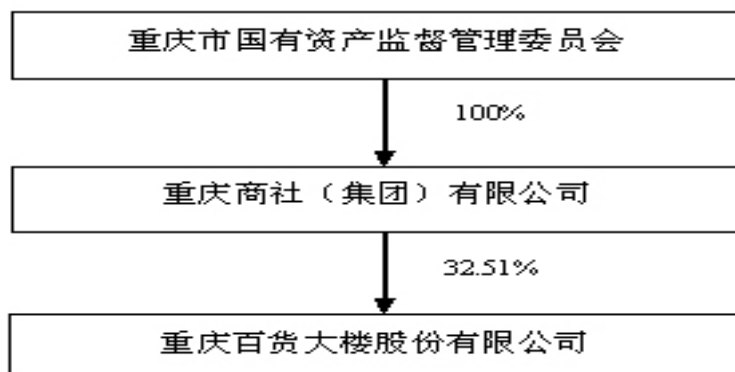 重庆市国有资产监督管理委员会
100%
重庆商社（集团）有限公司
32.51%
重庆百货大楼股份有限公司